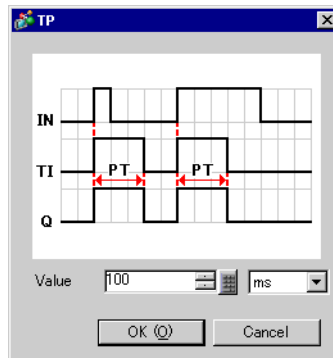 TP
IN
TI PT PT
Q
Value 100 ms
OK (O) Cancel